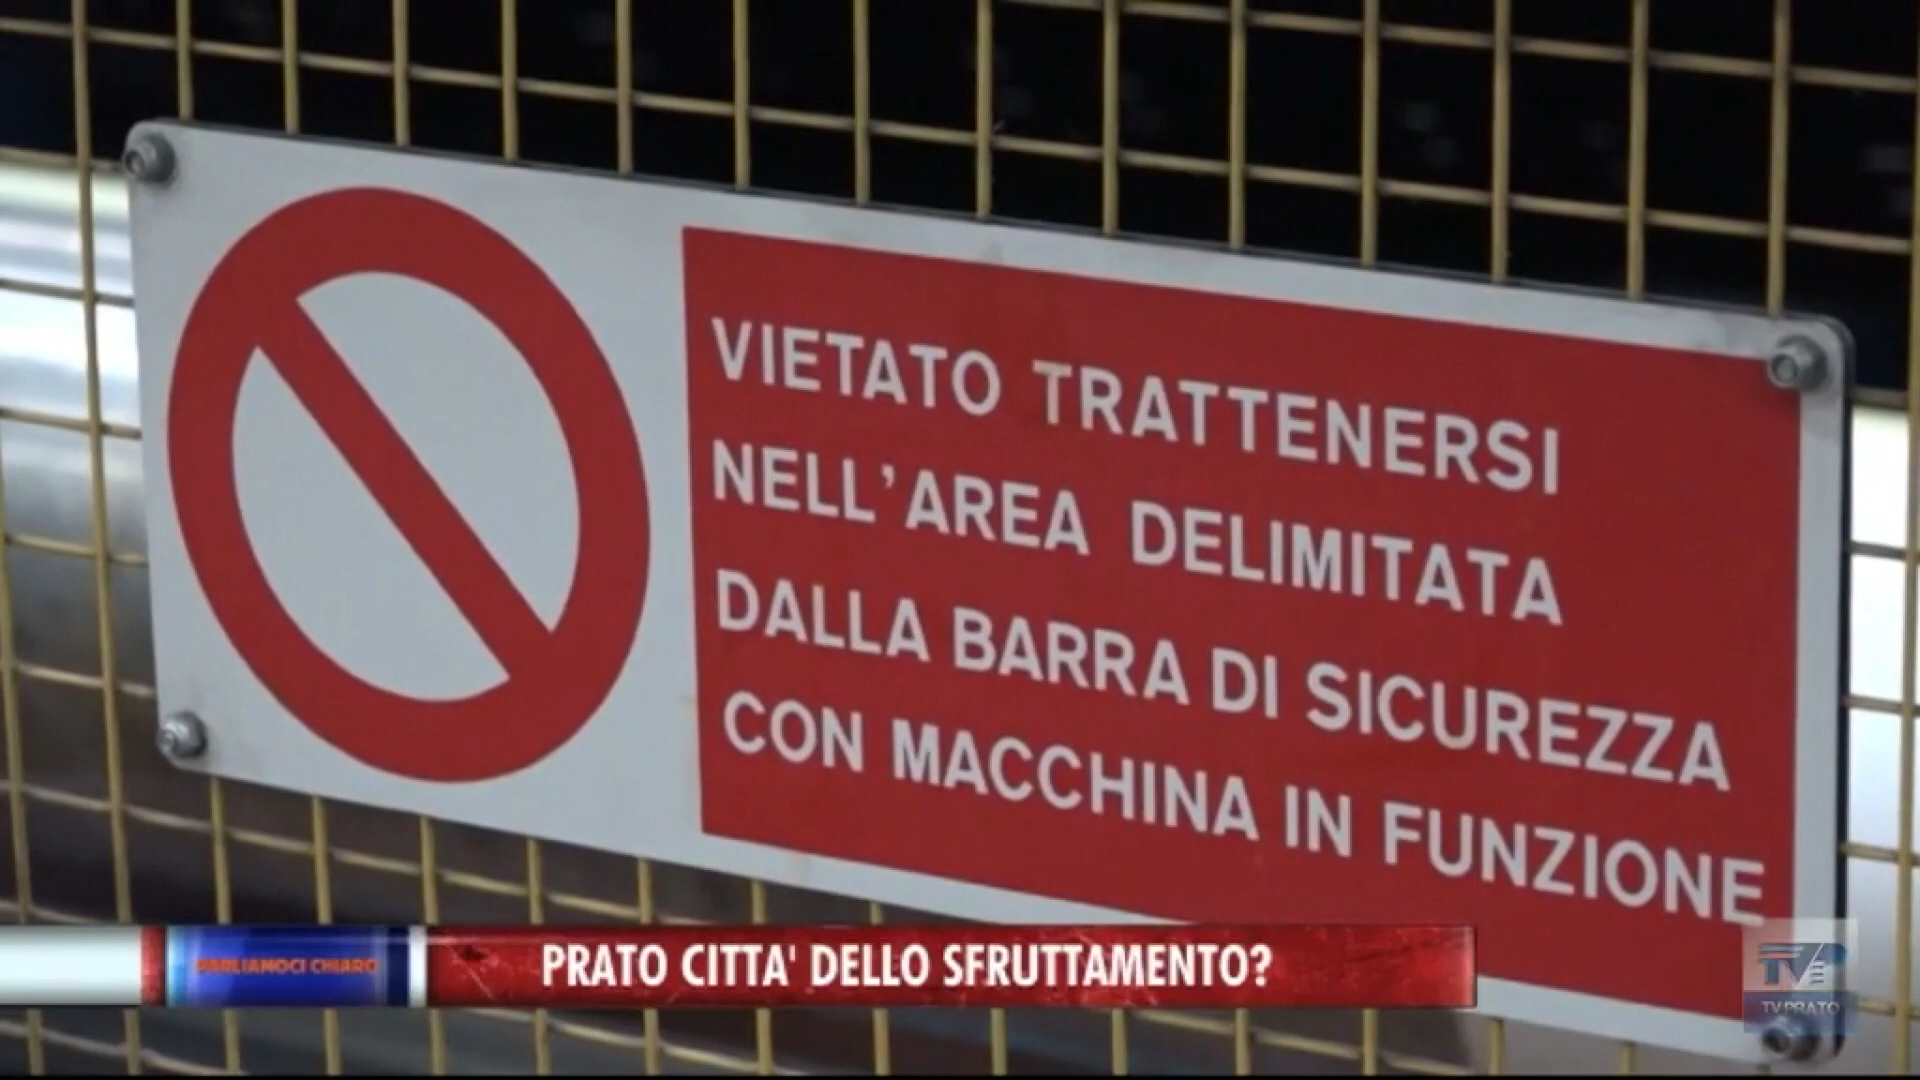 VIETATO TRATTENERSI
NELL'AREA DELIMITATA
DALLA BARRA DI SICUREZZA
CON MACCHINA IN FUNZIONE
PARLIAMOCI CHIARO
PRATO CITTA' DELLO SFRUTTAMENTO?
TVP
TV PRATO